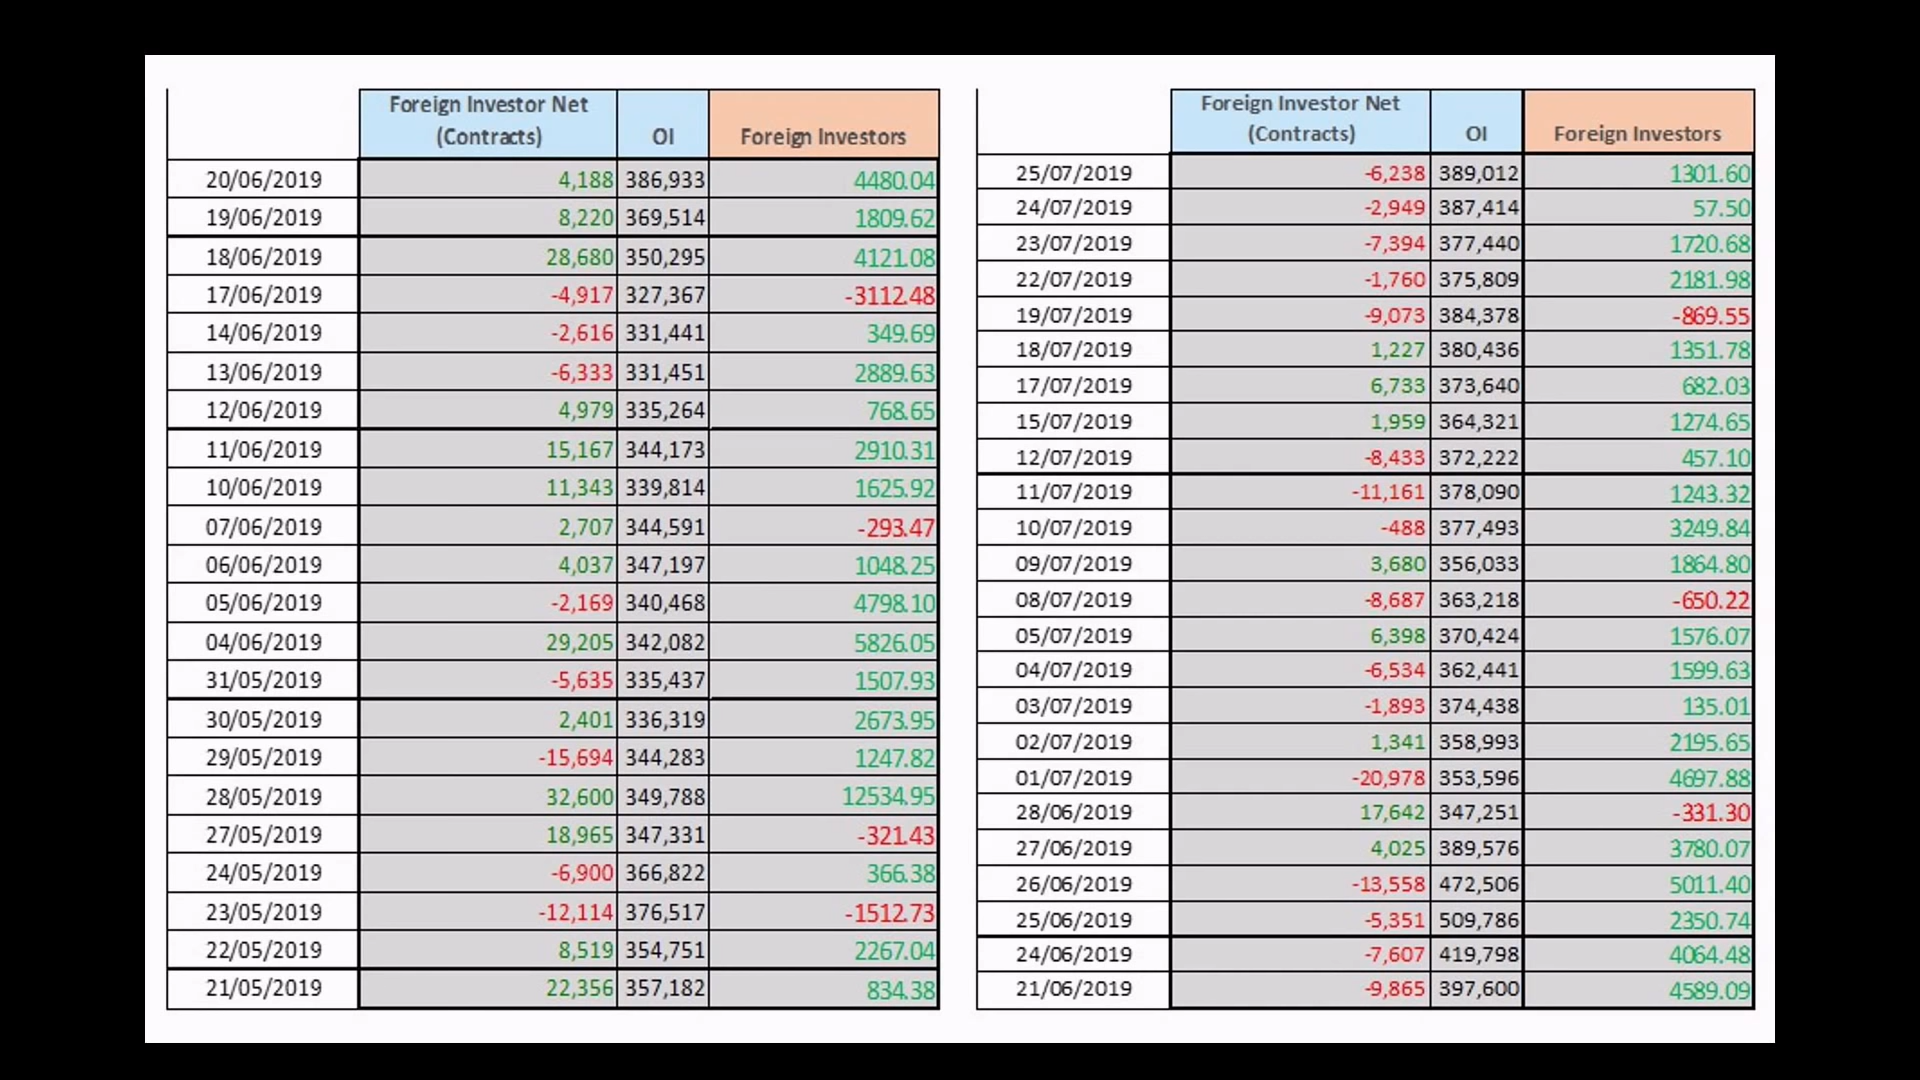 Foreign Investor Net
(Contracts) OI Foreign Investors
20/06/2019 4,188 386,933 4480.04
19/06/2019 8,220 369,514 1809.62
18/06/2019 28,680 350,295 4121.08
17/06/2019 -4,917 327,367 -3112.48
14/06/2019 -2,616 331,441 349.69
13/06/2019 -6,333 331,451 2889.63
12/06/2019 4,979 335,264 768.65
11/06/2019 15,167 344,173 2910.31
10/06/2019 11,343 339,814 1625.92
07/06/2019 2,707 344,591 -293.47
06/06/2019 4,037 347,197 1048.25
05/06/2019 -2,169 340,468 4798.10
04/06/2019 29,205 342,082 5826.05
31/05/2019 -5,635 335,437 1507.93
30/05/2019 2,401 336,319 2673.95
29/05/2019 -15,694 344,283 1247.82
28/05/2019 32,600 349,788 12534.95
27/05/2019 18,965 347,331 -321.43
24/05/2019 -6,900 366,822 366.38
23/05/2019 -12,114 376,517 -1512.73
22/05/2019 8,519 354,751 2267.04
21/05/2019 22,356 357,182 834.38
Foreign Investor Net
(Contracts) OI Foreign Investors
25/07/2019 -6,238 389,012 1301.60
24/07/2019 -2,949 387,414 57.50
23/07/2019 -7,394 377,440 1720.68
22/07/2019 -1,760 375,809 2181.98
19/07/2019 -9,073 384,378 -869.55
18/07/2019 1,227 380,436 1351.78
17/07/2019 6,733 373,640 682.03
15/07/2019 1,959 364,321 1274.65
12/07/2019 -8,433 372,222 457.10
11/07/2019 -11,161 378,090 1243.32
10/07/2019 -488 377,493 3249.84
09/07/2019 3,680 356,033 1864.80
08/07/2019 -8,687 363,218 -650.22
05/07/2019 6,398 370,424 1576.07
04/07/2019 -6,534 362,441 1599.63
03/07/2019 -1,893 374,438 135.01
02/07/2019 1,341 358,993 2195.65
01/07/2019 -20,978 353,596 4697.88
28/06/2019 17,642 347,251 -331.30
27/06/2019 4,025 389,576 3780.07
26/06/2019 -13,558 472,506 5011.40
25/06/2019 -5,351 509,786 2350.74
24/06/2019 -7,607 419,798 4064.48
21/06/2019 -9,865 397,600 4589.09